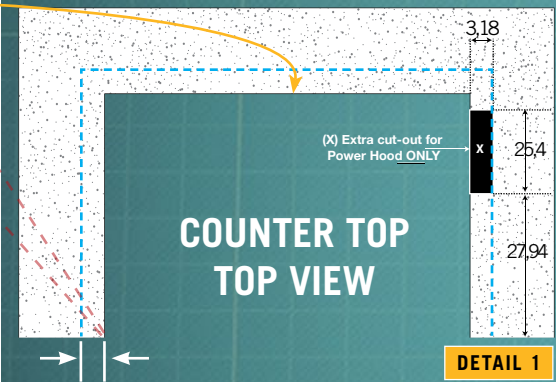 3,18
(X) Extra cut-out for
Power Hood ONLY
X
25,4
27,94
COUNTER TOP
TOP VIEW
DETAIL 1